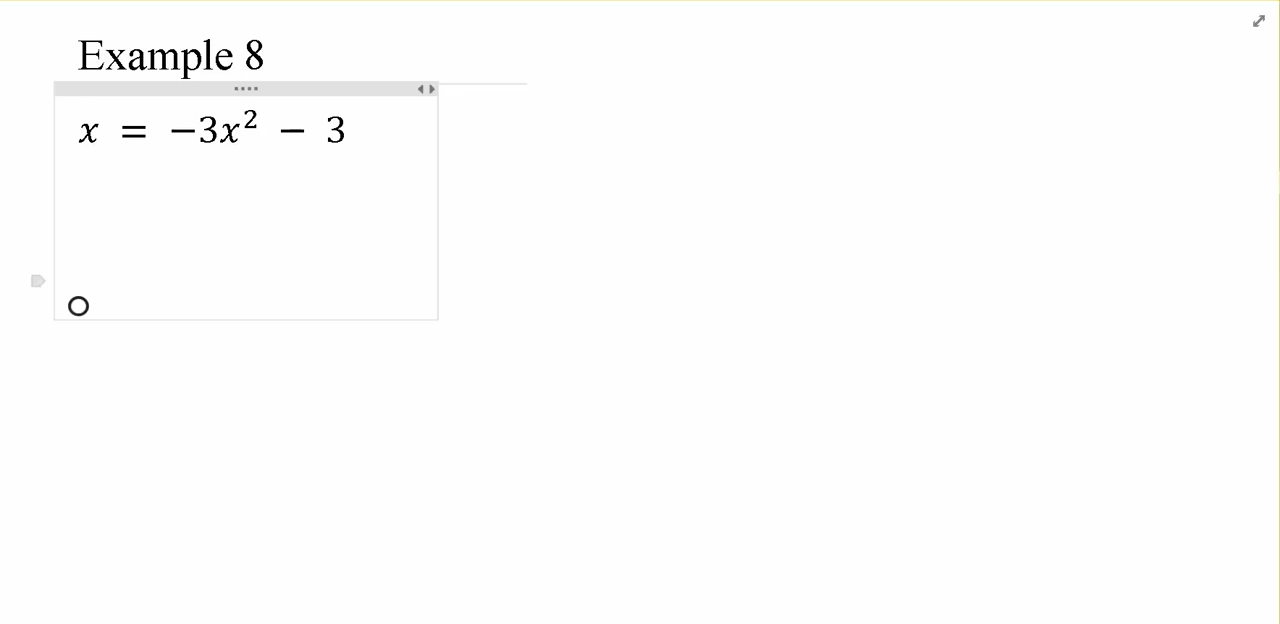 Example 8
x = −3x² − 3